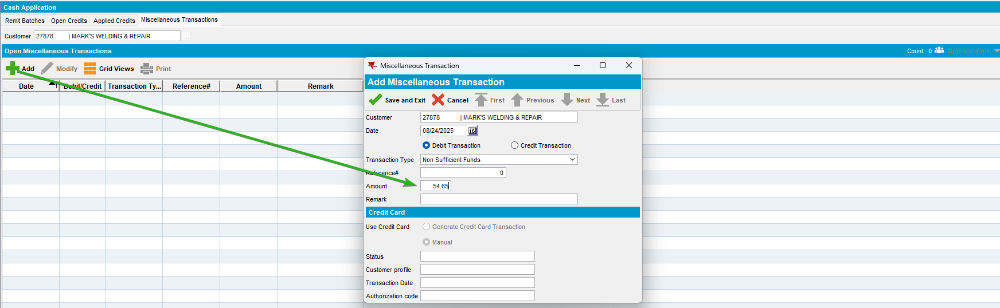 Cash Application
Remit Batches Open Credits Applied Credits Miscellaneous Transactions
Customer 27878 | MARK'S WELDING & REPAIR ...
Open Miscellaneous Transactions Count : 0 Grid View All
Add Modify Grid Views Print
Date Debit/Credit Transaction Ty... Reference# Amount Remark
Miscellaneous Transaction
Add Miscellaneous Transaction
Save and Exit Cancel First Previous Next Last
Customer 27878 | MARK'S WELDING & REPAIR
Date 08/24/2025 16
Debit Transaction Credit Transaction
Transaction Type Non Sufficient Funds
Reference# 0
Amount 54.65
Remark
Credit Card
Use Credit Card Generate Credit Card Transaction
Manual
Status
Customer profile
Transaction Date
Authorization code